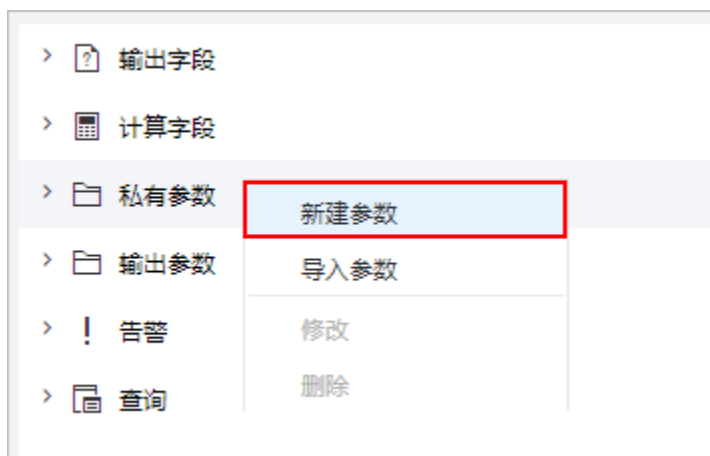 输出字段
计算字段
私有参数
新建参数
输出参数
导入参数
告警
修改
删除
查询